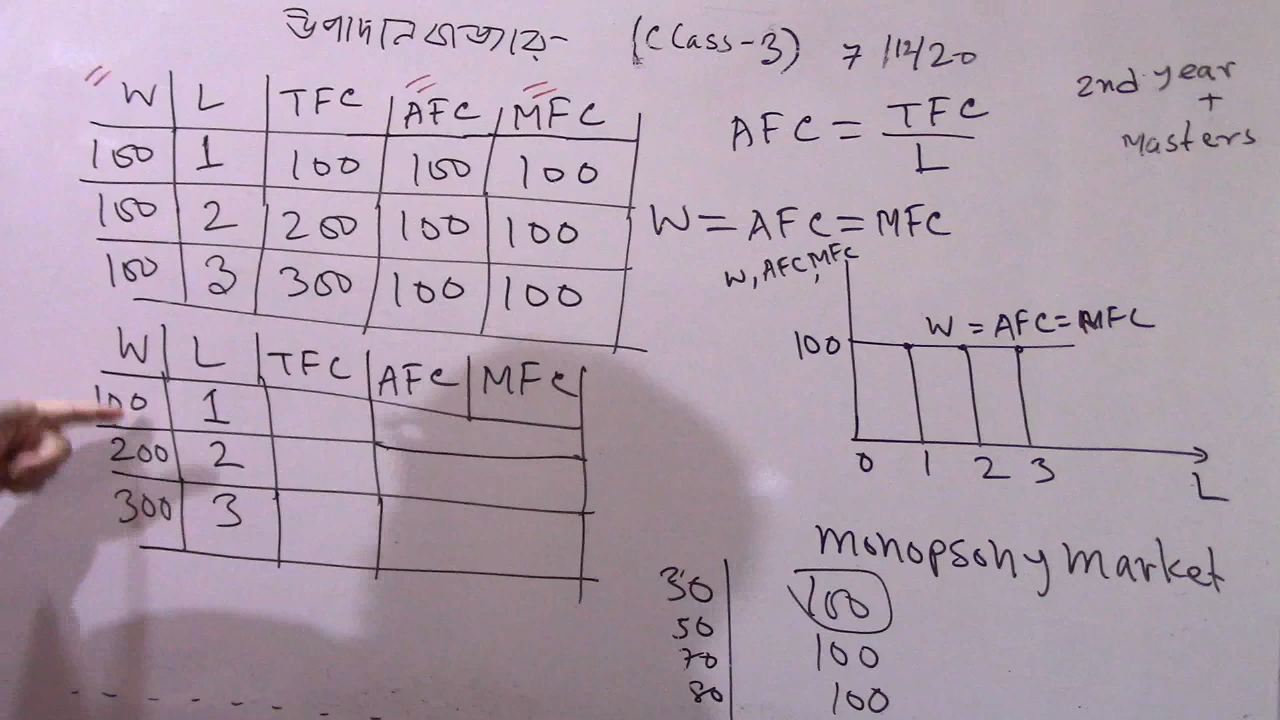 উপাদান বাজার- (Class-3) 7/12/20
2nd year
+
Masters
W L TFC AFC MFC
100 1 100 100 100
100 2 200 100 100
100 3 300 100 100
AFC = TFC / L
W = AFC = MFC
W, AFC, MFC
100
W = AFC = MFC
0 1 2 3
L
W L TFC AFC MFC
100 1
200 2
300 3
monopsony market
30 100
50 100
70 100
80